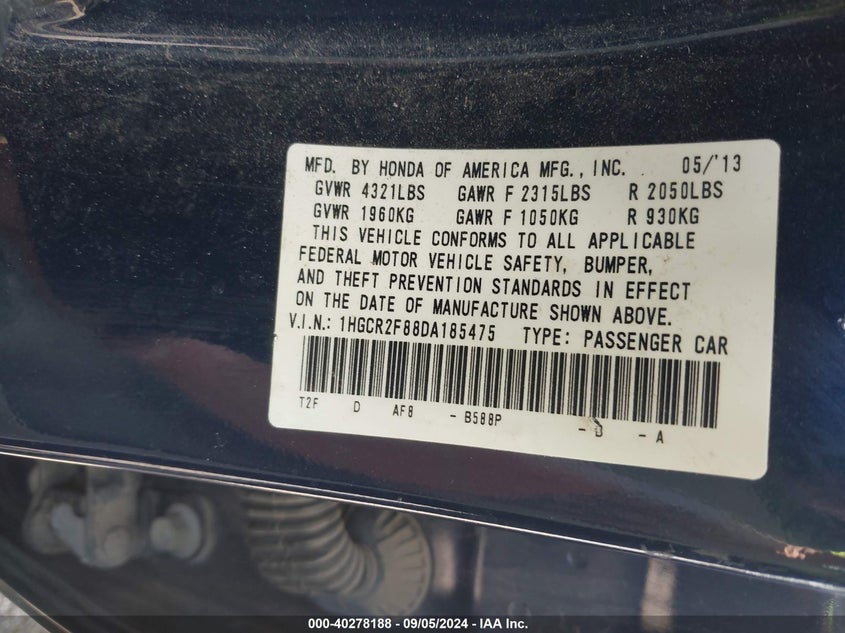 MFD. BY HONDA OF AMERICA MFG., INC. 05/'13
GVWR 4321LBS GAWR F 2315LBS R 2050LBS
GVWR 1960KG GAWR F 1050KG R 930KG
THIS VEHICLE CONFORMS TO ALL APPLICABLE
FEDERAL MOTOR VEHICLE SAFETY, BUMPER,
AND THEFT PREVENTION STANDARDS IN EFFECT
ON THE DATE OF MANUFACTURE SHOWN ABOVE.
V.I.N.: 1HGCR2F88DA185475 TYPE: PASSENGER CAR
T2F D AF8 - B588P - D - A
000-40278188 - 09/05/2024 - IAA Inc.